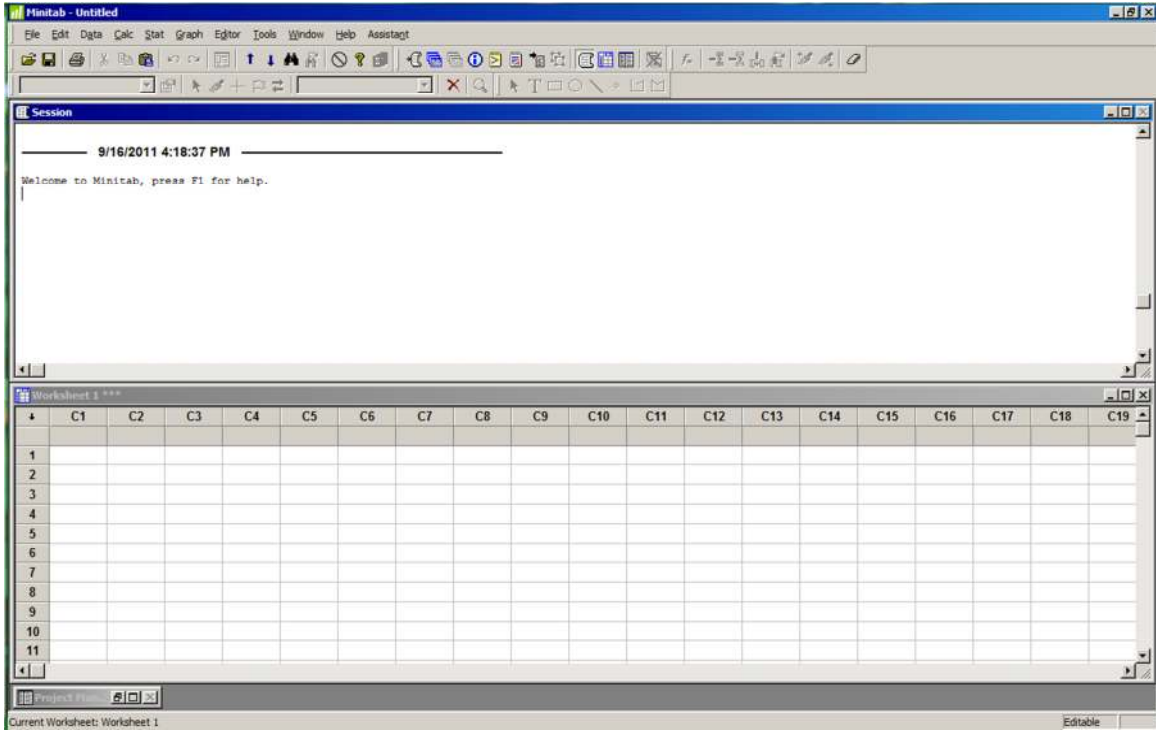 Minitab - Untitled
File Edit Data Calc Stat Graph Editor Tools Window Help Assistant
Session
9/16/2011 4:18:37 PM
Welcome to Minitab, press F1 for help.
Worksheet 1 ***
C1 C2 C3 C4 C5 C6 C7 C8 C9 C10 C11 C12 C13 C14 C15 C16 C17 C18 C19
1
2
3
4
5
6
7
8
9
10
11
Project
Current Worksheet: Worksheet 1
Editable